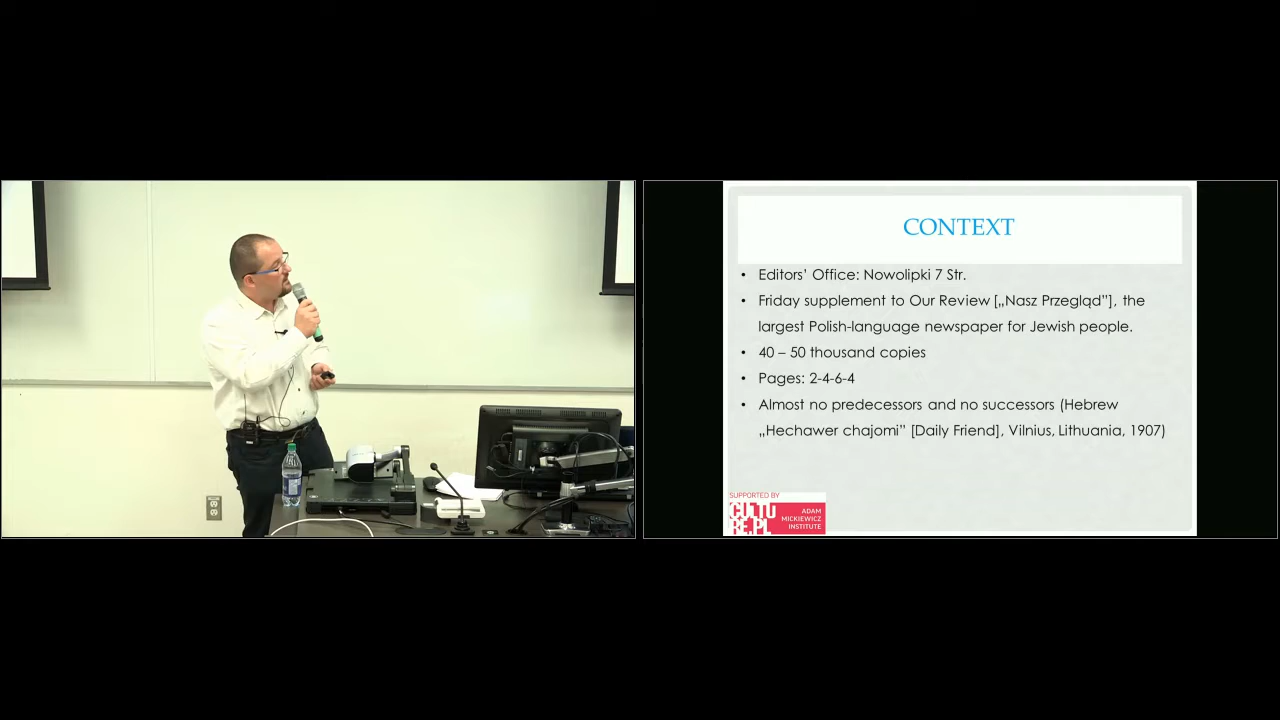 CONTEXT
• Editors’ Office: Nowolipki 7 Str.
• Friday supplement to Our Review [„Nasz Przegląd”], the
largest Polish-language newspaper for Jewish people.
• 40 – 50 thousand copies
• Pages: 2-4-6-4
• Almost no predecessors and no successors (Hebrew
„Hechawer chajomi” [Daily Friend], Vilnius, Lithuania, 1907)
SUPPORTED BY
CULTU
RE.PL
ADAM
MICKIEWICZ
INSTITUTE